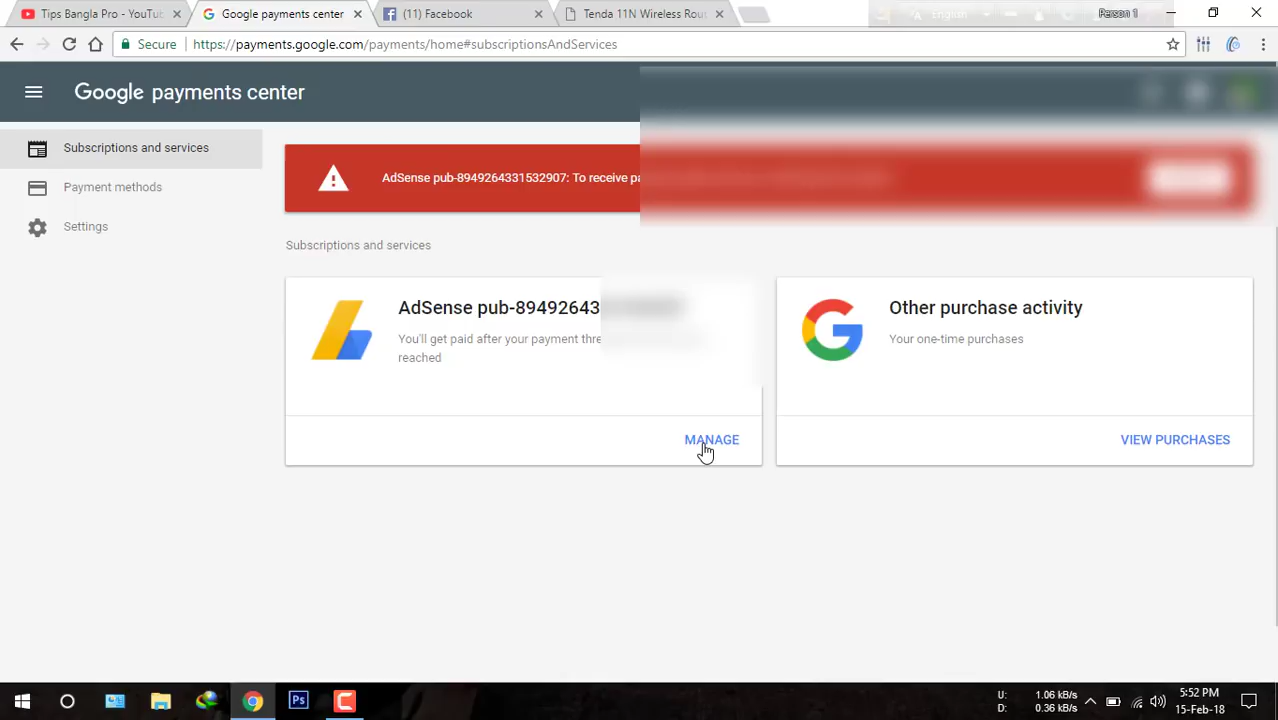 Tips Bangla Pro - YouTu
Google payments center
(11) Facebook
Tenda 11N Wireless Rou
English
Person 1
Secure
https://payments.google.com/payments/home#subscriptionsAndServices
Google payments center
Subscriptions and services
Payment methods
Settings
AdSense pub-8949264331532907: To receive pa
Subscriptions and services
AdSense pub-89492643
You'll get paid after your payment thre
reached
MANAGE
Other purchase activity
Your one-time purchases
VIEW PURCHASES
Ps
U: 1.06 kB/s
D: 0.36 kB/s
5:52 PM
15-Feb-18